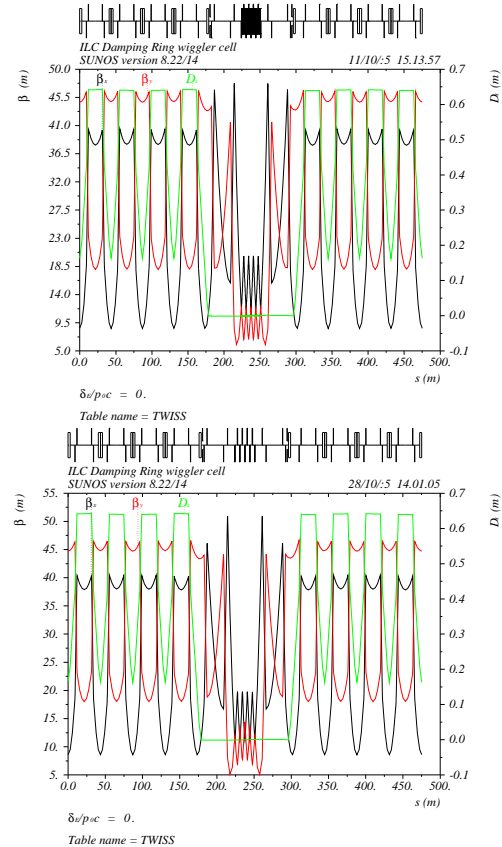 ILC Damping Ring wiggler cell
SUNOS version 8.22/14 11/10/:5 15.13.57
β (m)
βx βy Dx
D (m)
50.0 0.7
45.5 0.6
41.0 0.5
36.5 0.4
32.0
27.5 0.3
23.0 0.2
18.5 0.1
14.0 0.0
9.5
5.0 -0.1
0.0 50. 100. 150. 200. 250. 300. 350. 400. 450. 500.
s (m)
δE/p0c = 0.
Table name = TWISS
ILC Damping Ring wiggler cell
SUNOS version 8.22/14 28/10/:5 14.01.05
β (m)
βx βy Dx
D (m)
55. 0.7
50. 0.6
45. 0.5
40. 0.4
35.
30. 0.3
25. 0.2
20. 0.1
15. 0.0
10.
5. -0.1
0.0 50. 100. 150. 200. 250. 300. 350. 400. 450. 500.
s (m)
δE/p0c = 0.
Table name = TWISS